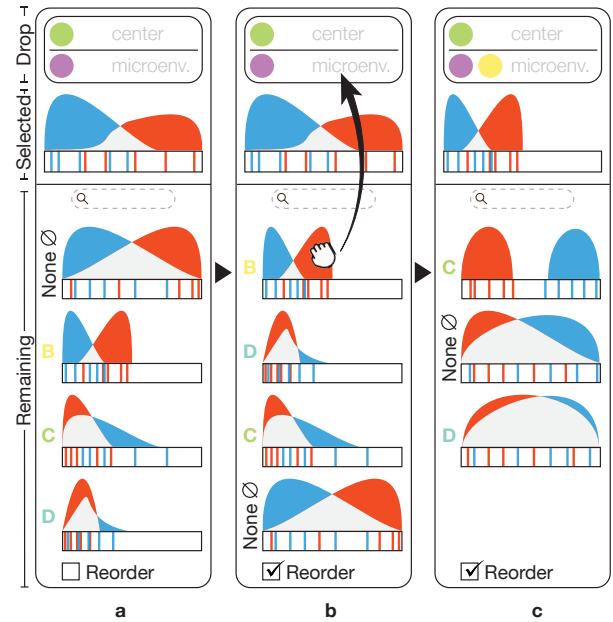 Drop
Selected
Remaining
center
microenv.
None Ø
B
C
D
Reorder
a
center
microenv.
B
D
C
None Ø
Reorder
b
center
microenv.
C
None Ø
D
Reorder
c